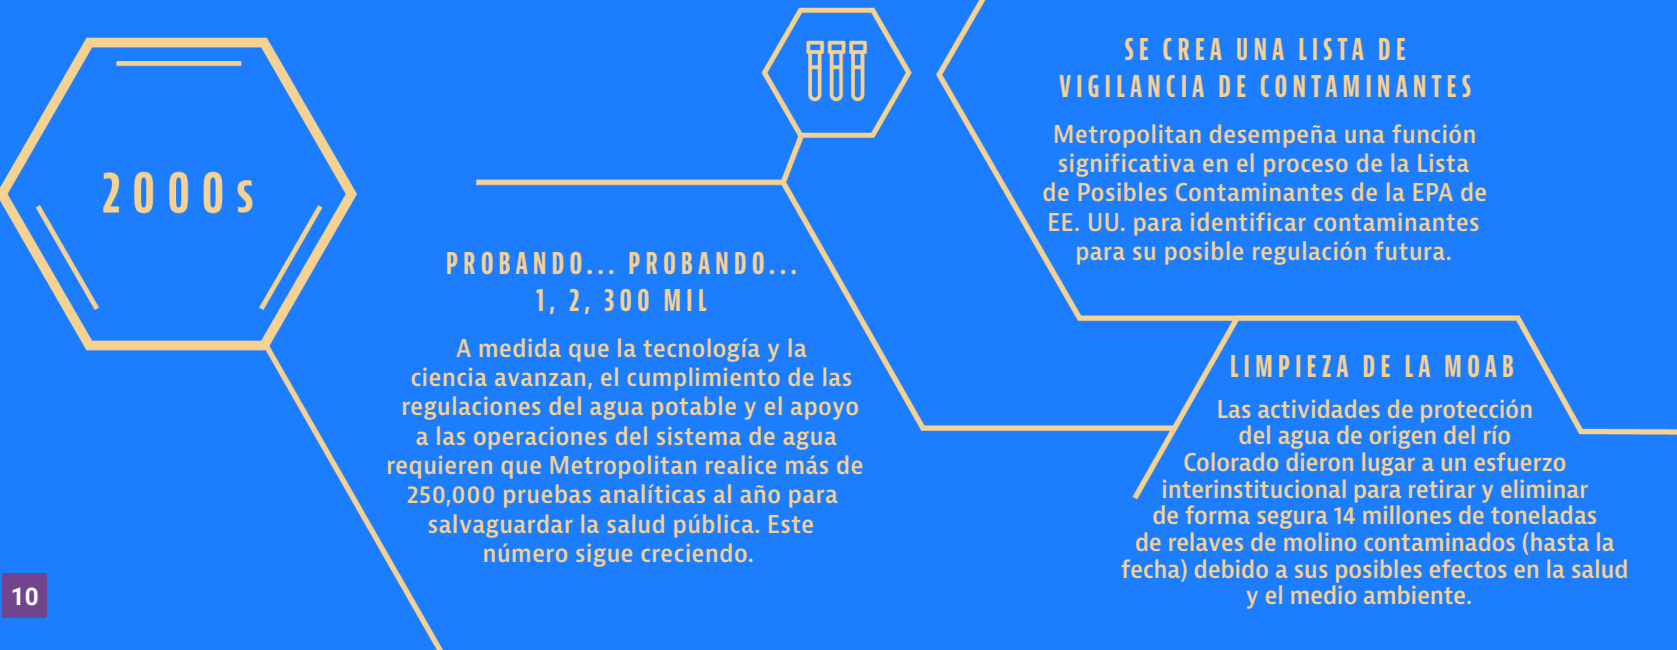 2000s
PROBANDO... PROBANDO...
1, 2, 300 MIL
A medida que la tecnología y la
ciencia avanzan, el cumplimiento de las
regulaciones del agua potable y el apoyo
a las operaciones del sistema de agua
requieren que Metropolitan realice más de
250,000 pruebas analíticas al año para
salvaguardar la salud pública. Este
número sigue creciendo.
SE CREA UNA LISTA DE
VIGILANCIA DE CONTAMINANTES
Metropolitan desempeña una función
significativa en el proceso de la Lista
de Posibles Contaminantes de la EPA de
EE. UU. para identificar contaminantes
para su posible regulación futura.
LIMPIEZA DE LA MOAB
Las actividades de protección
del agua de origen del río
Colorado dieron lugar a un esfuerzo
interinstitucional para retirar y eliminar
de forma segura 14 millones de toneladas
de relaves de molino contaminados (hasta la
fecha) debido a sus posibles efectos en la salud
y el medio ambiente.
10